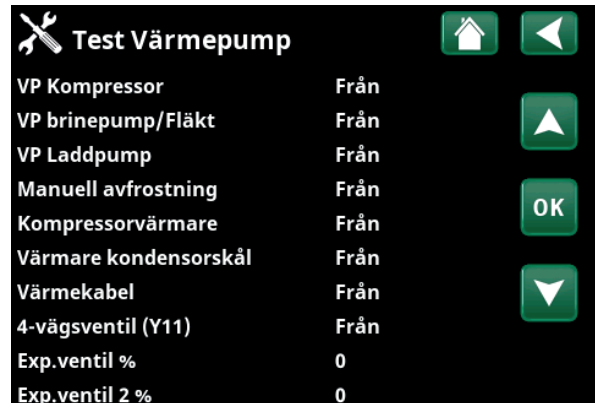 Test Värmepump
VP Kompressor Från
VP brinepump/Fläkt Från
VP Laddpump Från
Manuell avfrostning Från
OK
Kompressorvärmare Från
Värmare kondensorskål Från
Värmekabel Från
4-vägsventil (Y11) Från
Exp.ventil % 0
Exp.ventil 2 % 0